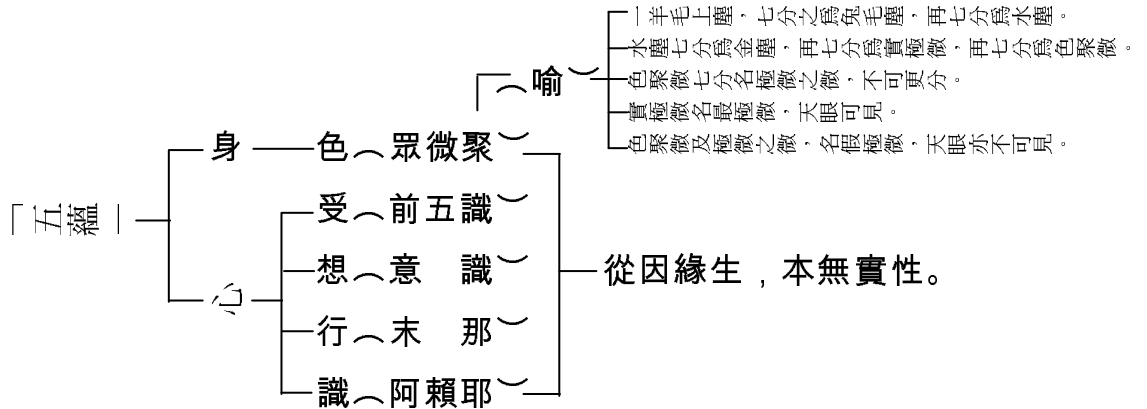 「五蘊」
身
心
色（眾微聚）
受（前五識）
想（意　識）
行（末　那）
識（阿賴耶）
（喻）
一羊毛上塵，七分之為兔毛塵，再七分為水塵。
水塵七分為金塵，再七分為實極微，再七分為色聚微。
色聚微七分名極微之微，不可更分。
實極微名最極微，天眼可見。
色聚微及極微之微，名假極微，天眼亦不可見。
從因緣生，本無實性。